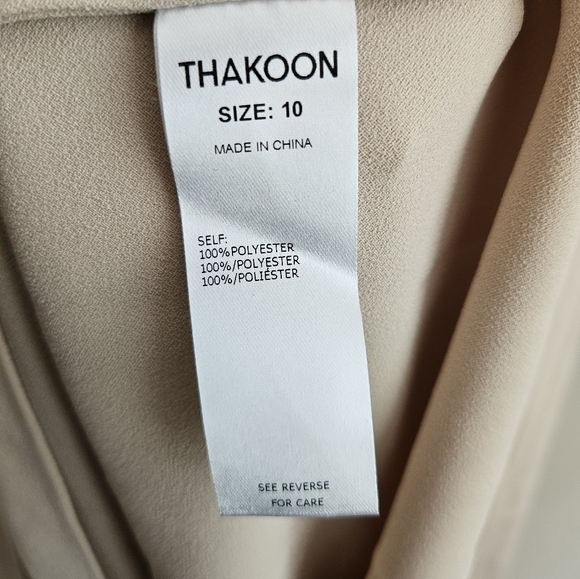 THAKOON
SIZE: 10
MADE IN CHINA
SELF:
100%POLYESTER
100%/POLYESTER
100%/POLIÉSTER
SEE REVERSE
FOR CARE